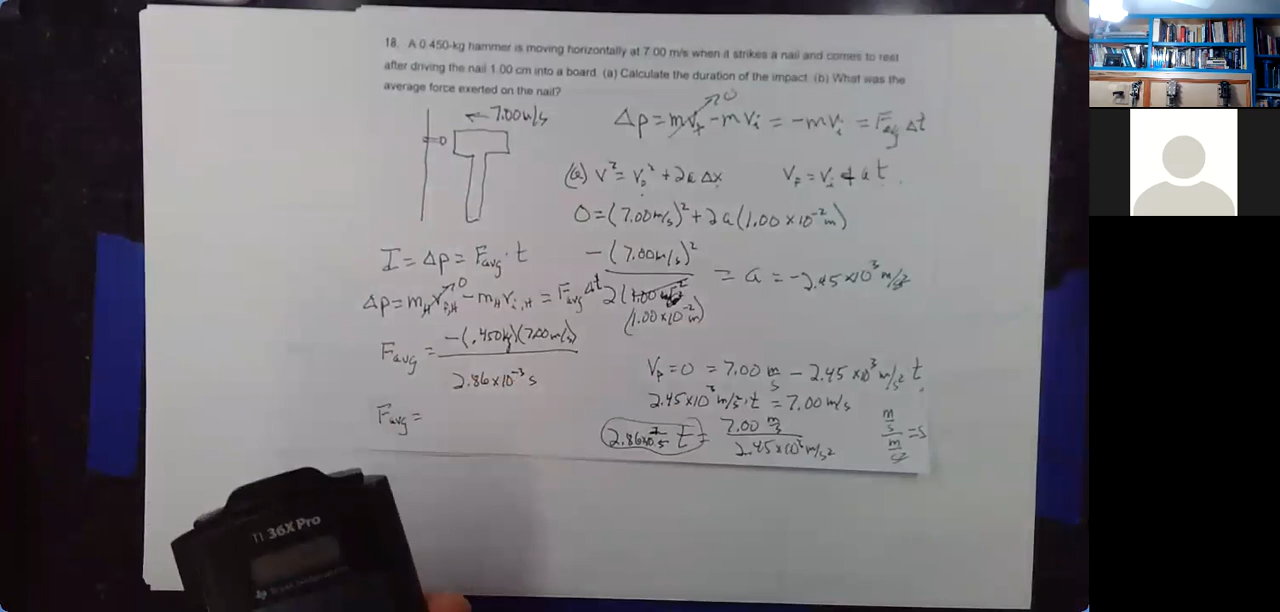 18. A 0.450-kg hammer is moving horizontally at 7.00 m/s when it strikes a nail and comes to rest
after driving the nail 1.00 cm into a board. (a) Calculate the duration of the impact. (b) What was the
average force exerted on the nail?
← 7.00 m/s
Δp = mv_f →0 - mv_i = -mv_i = F_avg Δt
(a) v² = v₀² + 2aΔx
v_f = v_i + at.
0 = (7.00 m/s)² + 2a(1.00 × 10⁻² m)
I = Δp = F_avg · t
-(7.00 m/s)² / 2(1.00 × 10⁻² m) = a = -2.45 × 10³ m/s²
Δp = m_H v_f,H →0 - m_H v_i,H = F_avg Δt
F_avg = -(.450 kg)(7.00 m/s) / 2.86 × 10⁻³ s
v_f = 0 = 7.00 m/s - 2.45 × 10³ m/s² t
2.45 × 10³ m/s² · t = 7.00 m/s
F_avg =
t = 7.00 m/s / 2.45 × 10³ m/s²
m/s / m/s² = s
TI 36X Pro